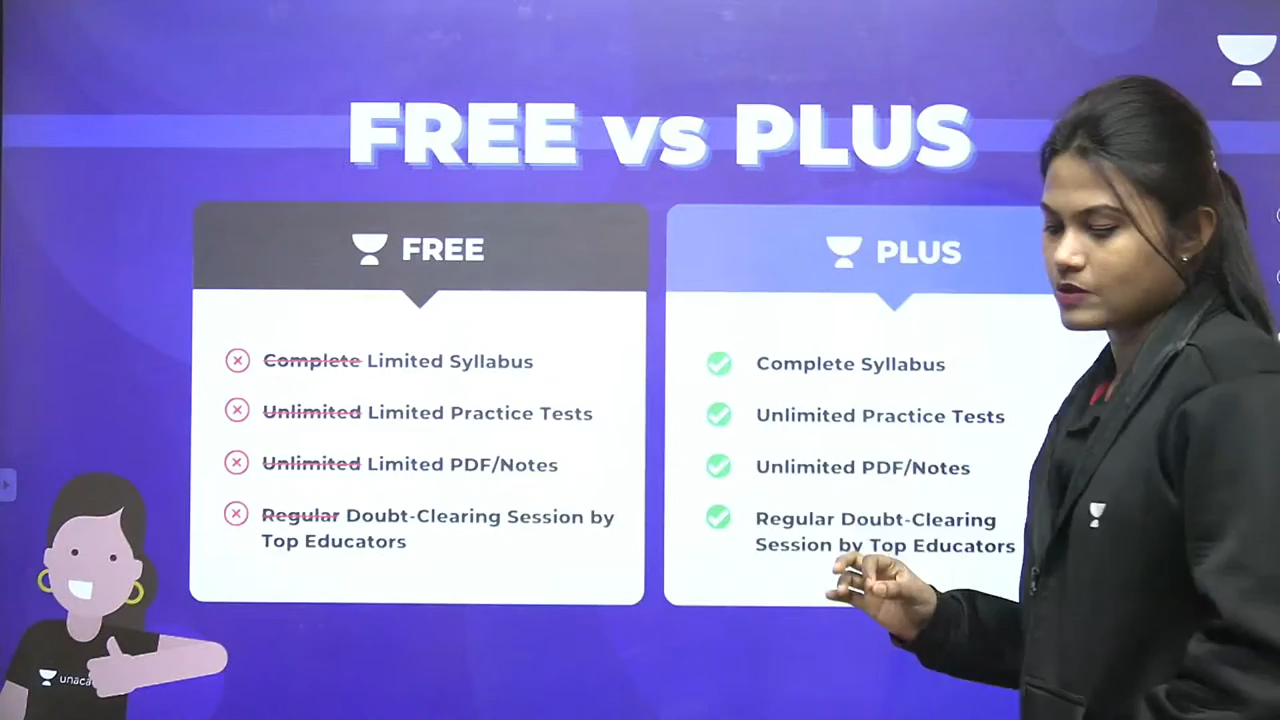 FREE vs PLUS
FREE
Complete Limited Syllabus
Unlimited Limited Practice Tests
Unlimited Limited PDF/Notes
Regular Doubt-Clearing Session by
Top Educators
PLUS
Complete Syllabus
Unlimited Practice Tests
Unlimited PDF/Notes
Regular Doubt-Clearing
Session by Top Educators
unaca